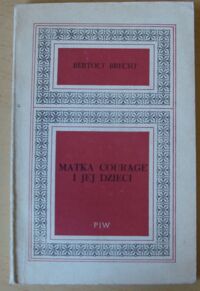 BERTOLT BRECHT
MATKA COURAGE
I JEJ DZIECI
PIW